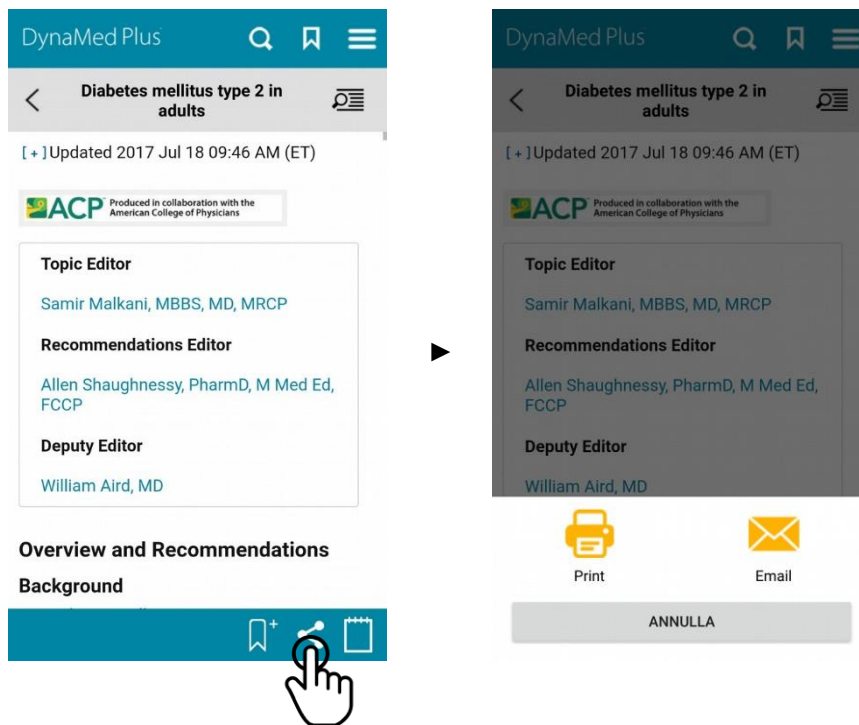 DynaMed Plus
Diabetes mellitus type 2 in
adults
[+] Updated 2017 Jul 18 09:46 AM (ET)
ACP Produced in collaboration with the
American College of Physicians
Topic Editor
Samir Malkani, MBBS, MD, MRCP
Recommendations Editor
Allen Shaughnessy, PharmD, M Med Ed,
FCCP
Deputy Editor
William Aird, MD
Overview and Recommendations
Background
DynaMed Plus
Diabetes mellitus type 2 in
adults
[+] Updated 2017 Jul 18 09:46 AM (ET)
ACP Produced in collaboration with the
American College of Physicians
Topic Editor
Samir Malkani, MBBS, MD, MRCP
Recommendations Editor
Allen Shaughnessy, PharmD, M Med Ed,
FCCP
Deputy Editor
William Aird, MD
Print Email
ANNULLA